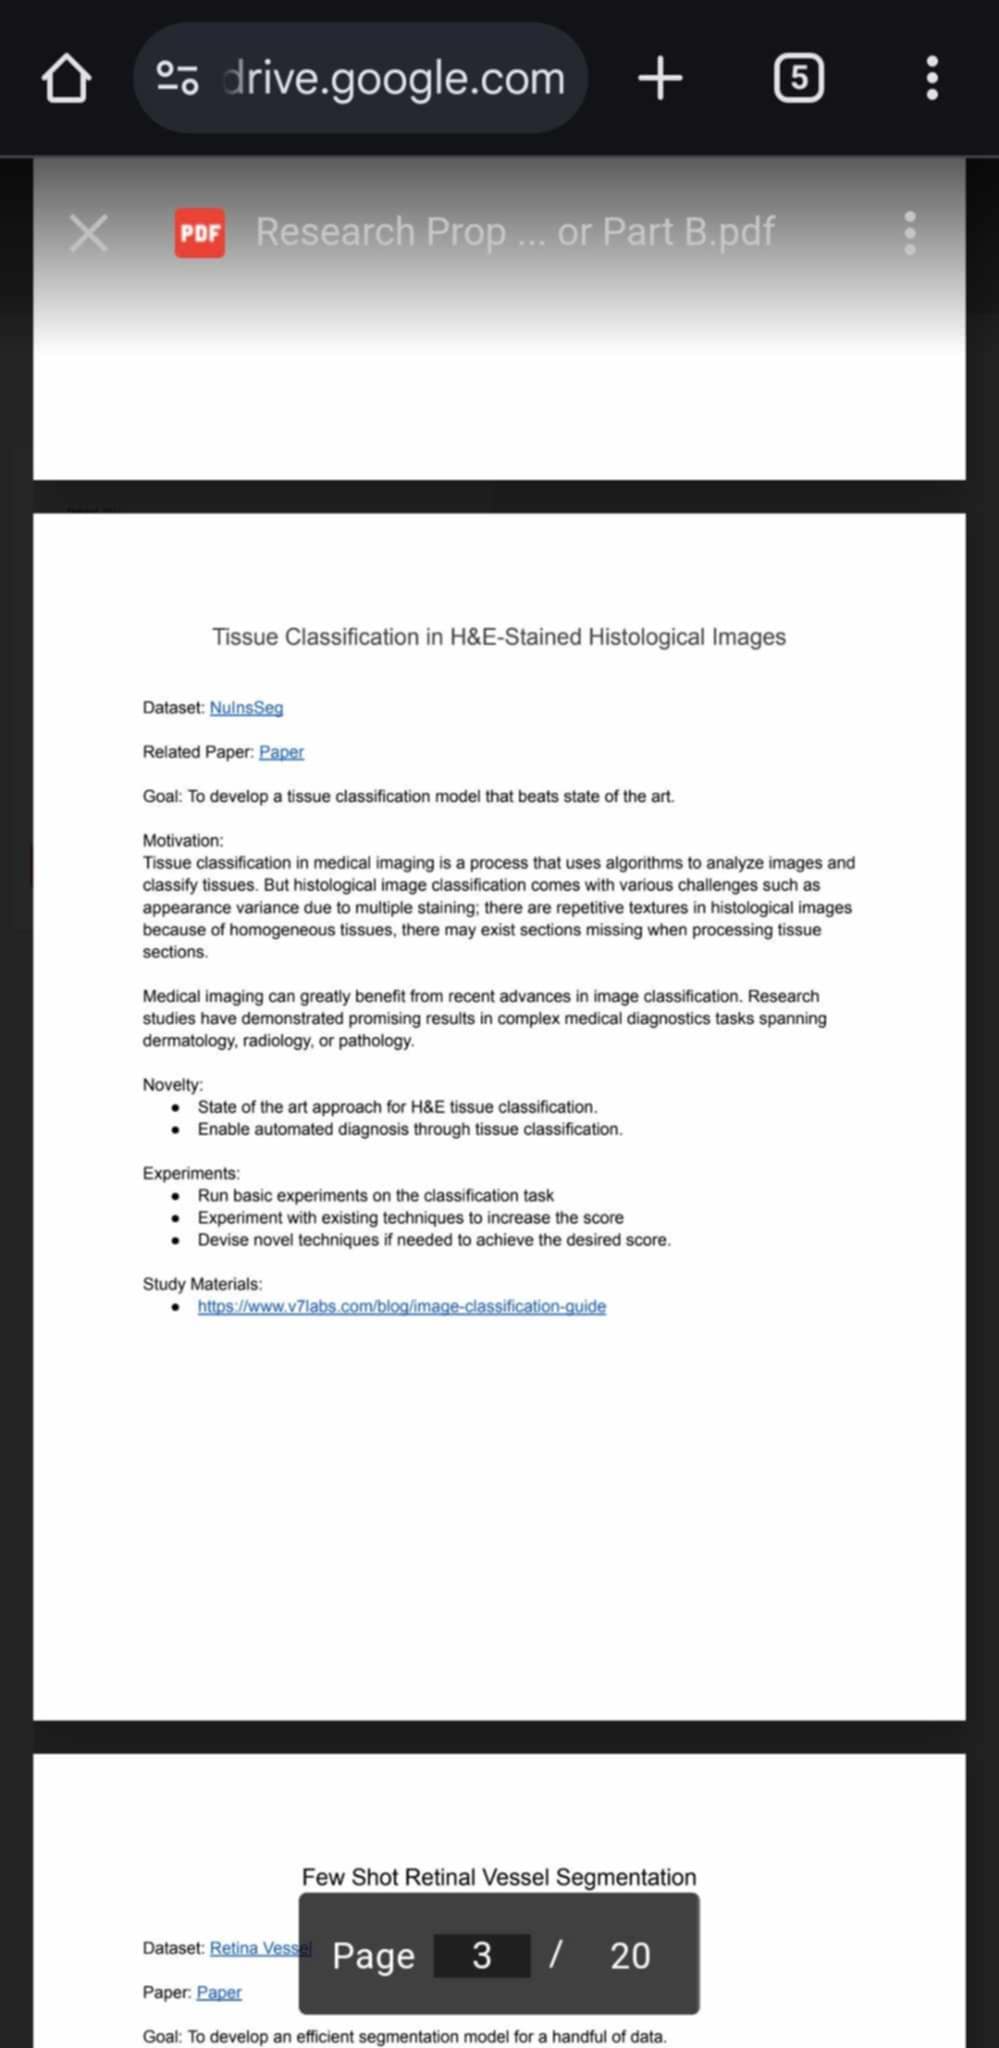 drive.google.com
5
PDF
Research Prop ... or Part B.pdf
Tissue Classification in H&E-Stained Histological Images
Dataset: NuInsSeg
Related Paper: Paper
Goal: To develop a tissue classification model that beats state of the art.
Motivation:
Tissue classification in medical imaging is a process that uses algorithms to analyze images and
classify tissues. But histological image classification comes with various challenges such as
appearance variance due to multiple staining; there are repetitive textures in histological images
because of homogeneous tissues, there may exist sections missing when processing tissue
sections.
Medical imaging can greatly benefit from recent advances in image classification. Research
studies have demonstrated promising results in complex medical diagnostics tasks spanning
dermatology, radiology, or pathology.
Novelty:
● State of the art approach for H&E tissue classification.
● Enable automated diagnosis through tissue classification.
Experiments:
● Run basic experiments on the classification task
● Experiment with existing techniques to increase the score
● Devise novel techniques if needed to achieve the desired score.
Study Materials:
● https://www.v7labs.com/blog/image-classification-guide
Few Shot Retinal Vessel Segmentation
Dataset: Retina Vessel
Page 3 / 20
Paper: Paper
Goal: To develop an efficient segmentation model for a handful of data.